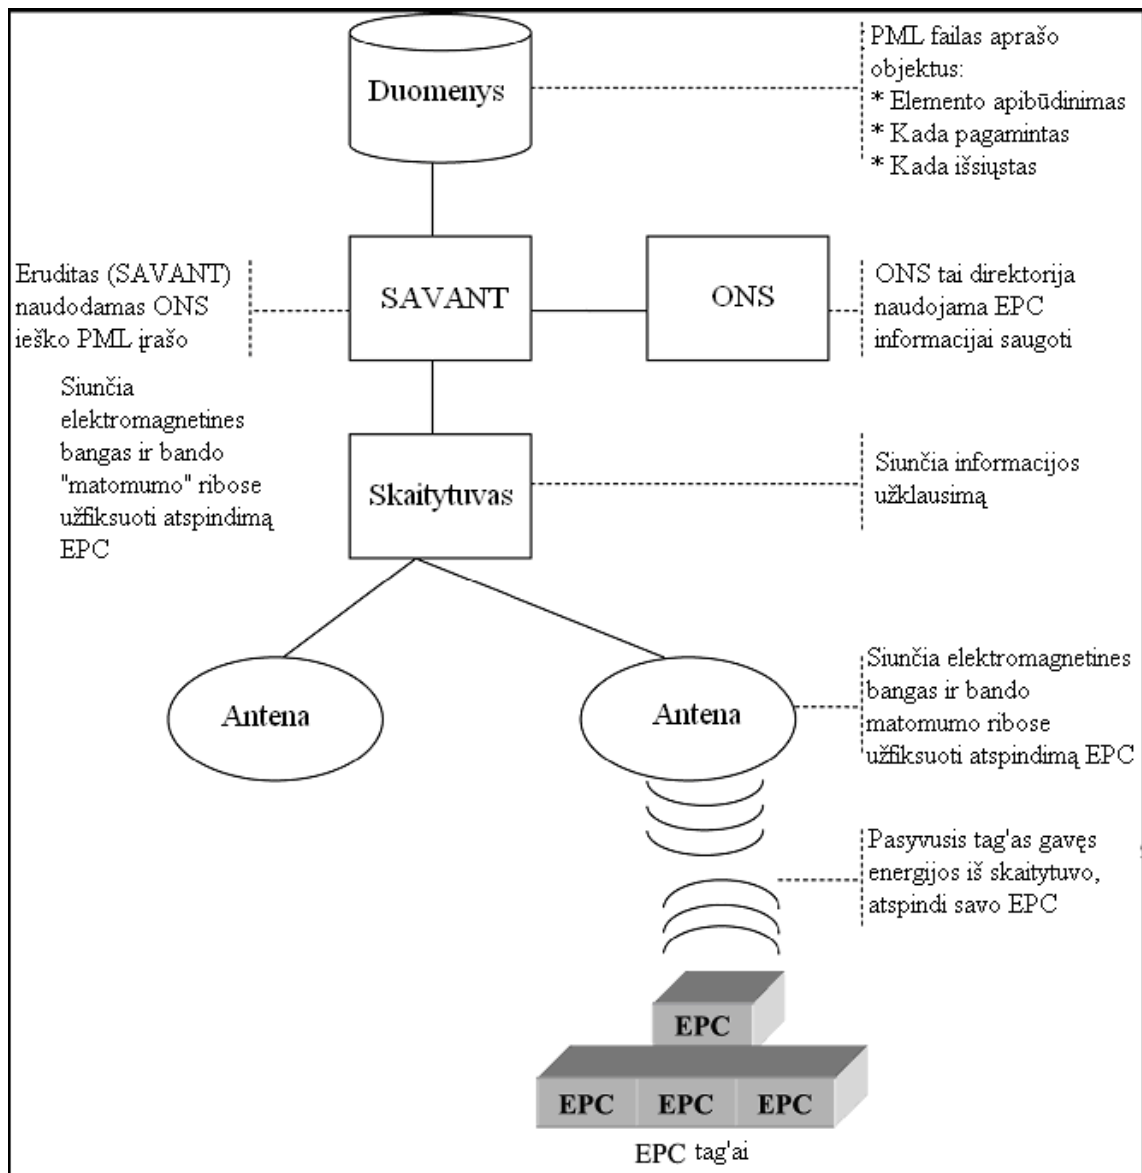 Duomenys
PML failas aprašo
objektus:
* Elemento apibūdinimas
* Kada pagamintas
* Kada išsiųstas
Eruditas (SAVANT)
naudodamas ONS
ieško PML įrašo
SAVANT
ONS
ONS tai direktorija
naudojama EPC
informacijai saugoti
Siunčia
elektromagnetines
bangas ir bando
"matomumo" ribose
užfiksuoti atspindimą
EPC
Skaitytuvas
Siunčia informacijos
užklausimą
Antena
Antena
Siunčia elektromagnetines
bangas ir bando
matomumo ribose
užfiksuoti atspindimą EPC
Pasyvusis tag'as gavęs
energijos iš skaitytuvo,
atspindi savo EPC
EPC
EPC EPC EPC
EPC tag'ai